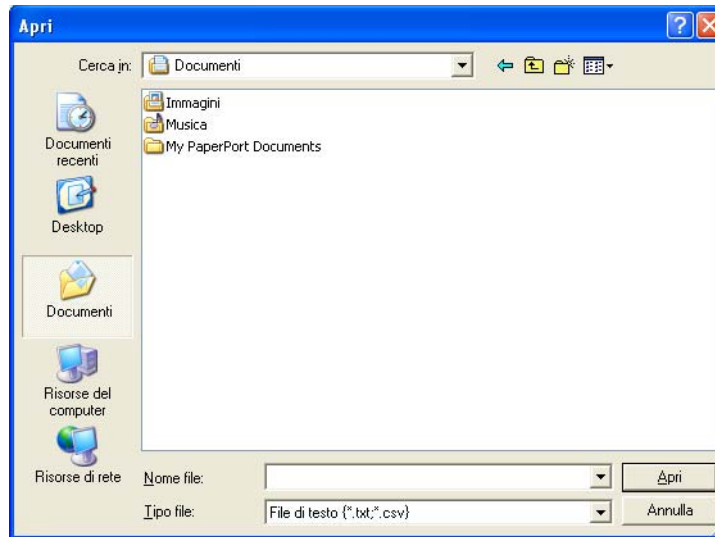 Apri
Cerca in: Documenti
Immagini
Musica
My PaperPort Documents
Documenti
recenti
Desktop
Documenti
Risorse del
computer
Risorse di rete
Nome file:
Apri
Tipo file: File di testo {*.txt;*.csv}
Annulla